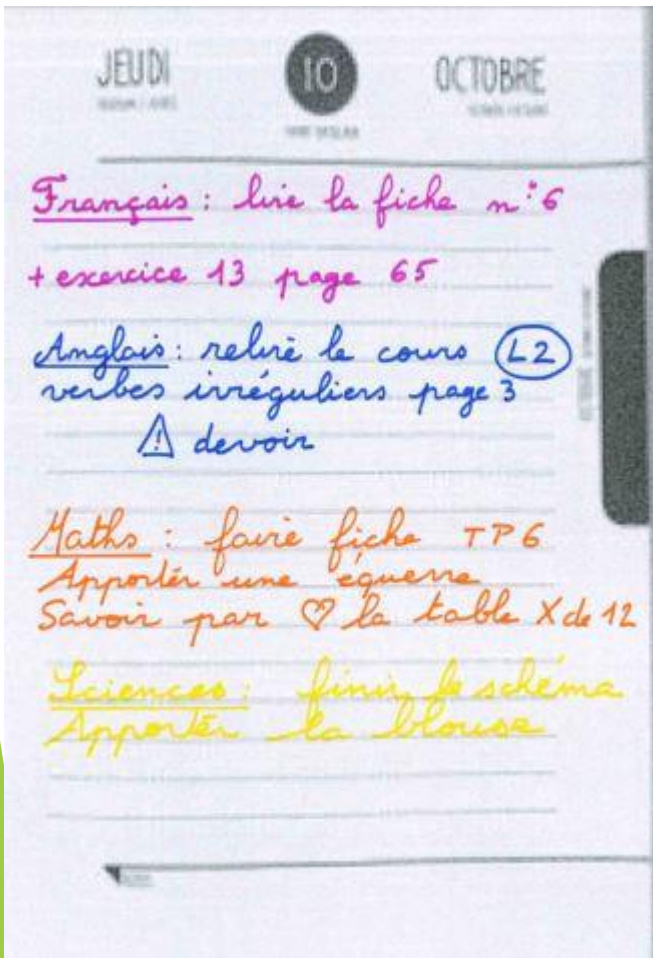 JEUDI 10 OCTOBRE
Français : lire la fiche n°6
+ exercice 13 page 65
Anglais : relire le cours L2
verbes irréguliers page 3
⚠ devoir
Maths : faire fiche TP6
Apporter une équerre
Savoir par ♡ la table X de 12
Sciences : finir le schéma
Apporter la blouse